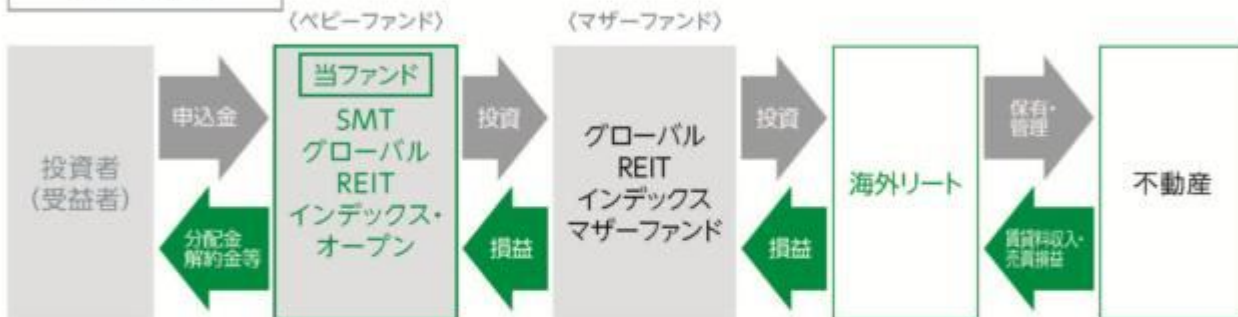 〈ベビーファンド〉
〈マザーファンド〉
投資者
(受益者)
申込金
分配金
解約金等
当ファンド
SMT
グローバル
REIT
インデックス・
オープン
投資
損益
グローバル
REIT
インデックス
マザーファンド
投資
損益
海外リート
保有・
管理
賃貸料収入・
売買損益
不動産